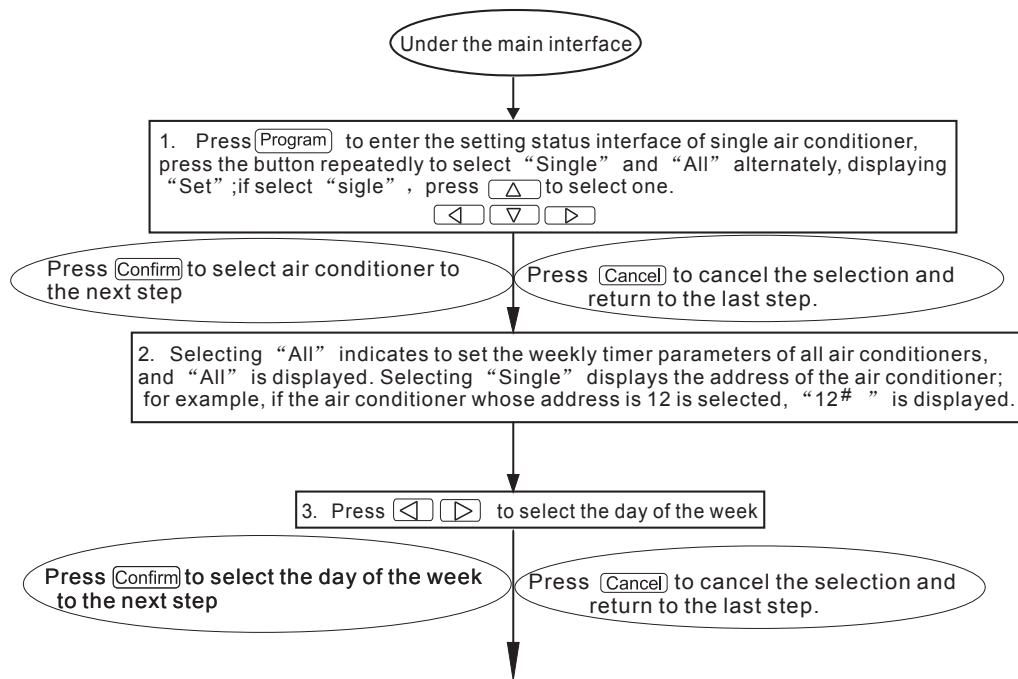 Under the main interface
1. Press Program to enter the setting status interface of single air conditioner,
press the button repeatedly to select “Single” and “All” alternately, displaying
“Set” ;if select “sigle” , press △ to select one.
◁ ▽ ▷
Press Confirm to select air conditioner to
the next step
Press Cancel to cancel the selection and
return to the last step.
2. Selecting “All” indicates to set the weekly timer parameters of all air conditioners,
and “All” is displayed. Selecting “Single” displays the address of the air conditioner;
for example, if the air conditioner whose address is 12 is selected, “12# ” is displayed.
3. Press ◁ ▷ to select the day of the week
Press Confirm to select the day of the week
to the next step
Press Cancel to cancel the selection and
return to the last step.